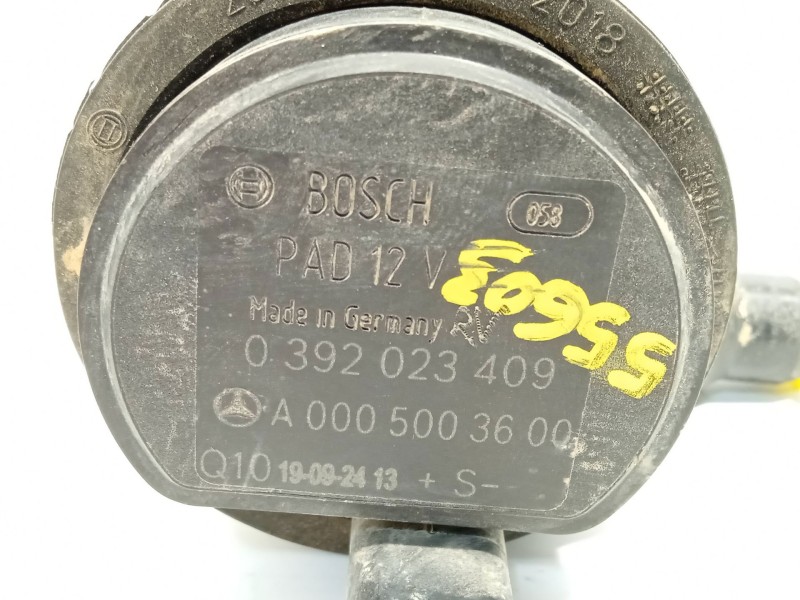 2018
BOSCH
058
PAD 12 V
55603
Made in Germany
0 392 023 409
A 000 500 36 00
Q10 19-09-24 13 + S-